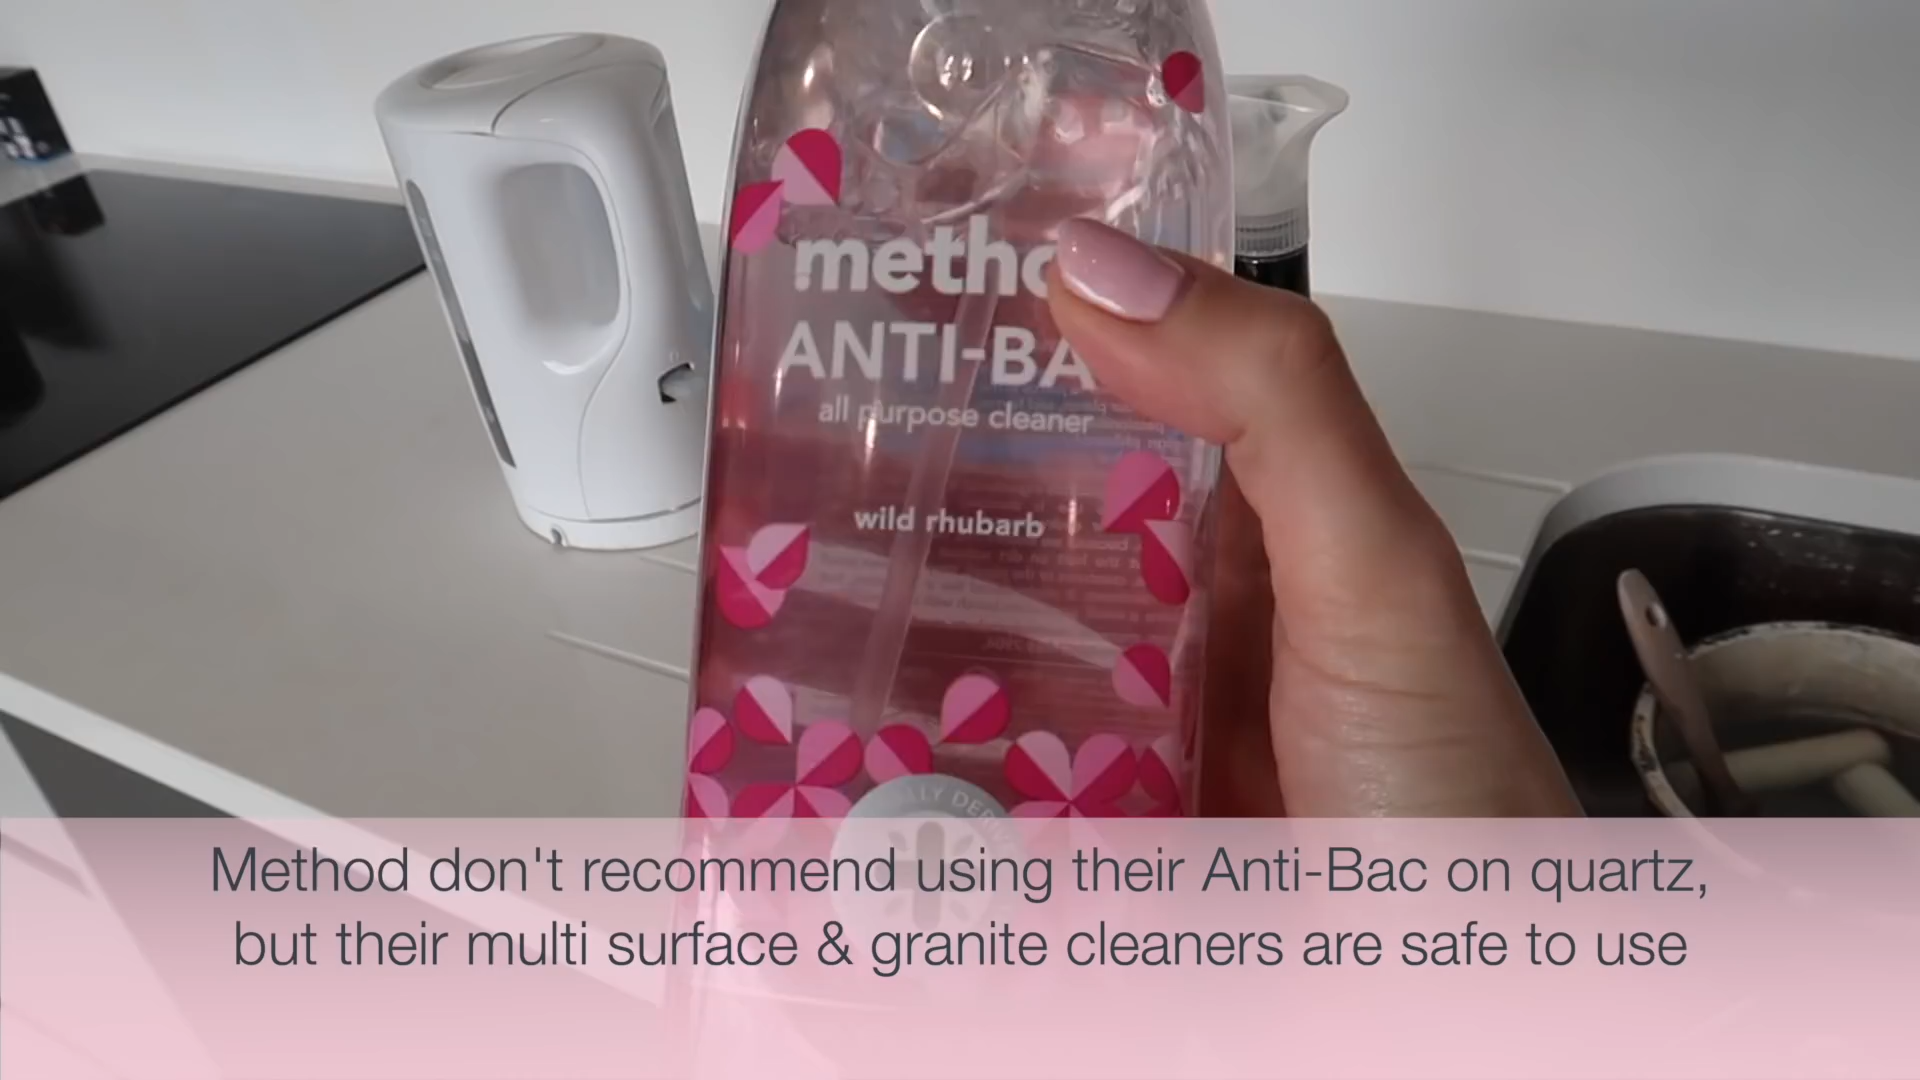 metho
ANTI-BA
all purpose cleaner
wild rhubarb
Method don't recommend using their Anti-Bac on quartz,
but their multi surface & granite cleaners are safe to use